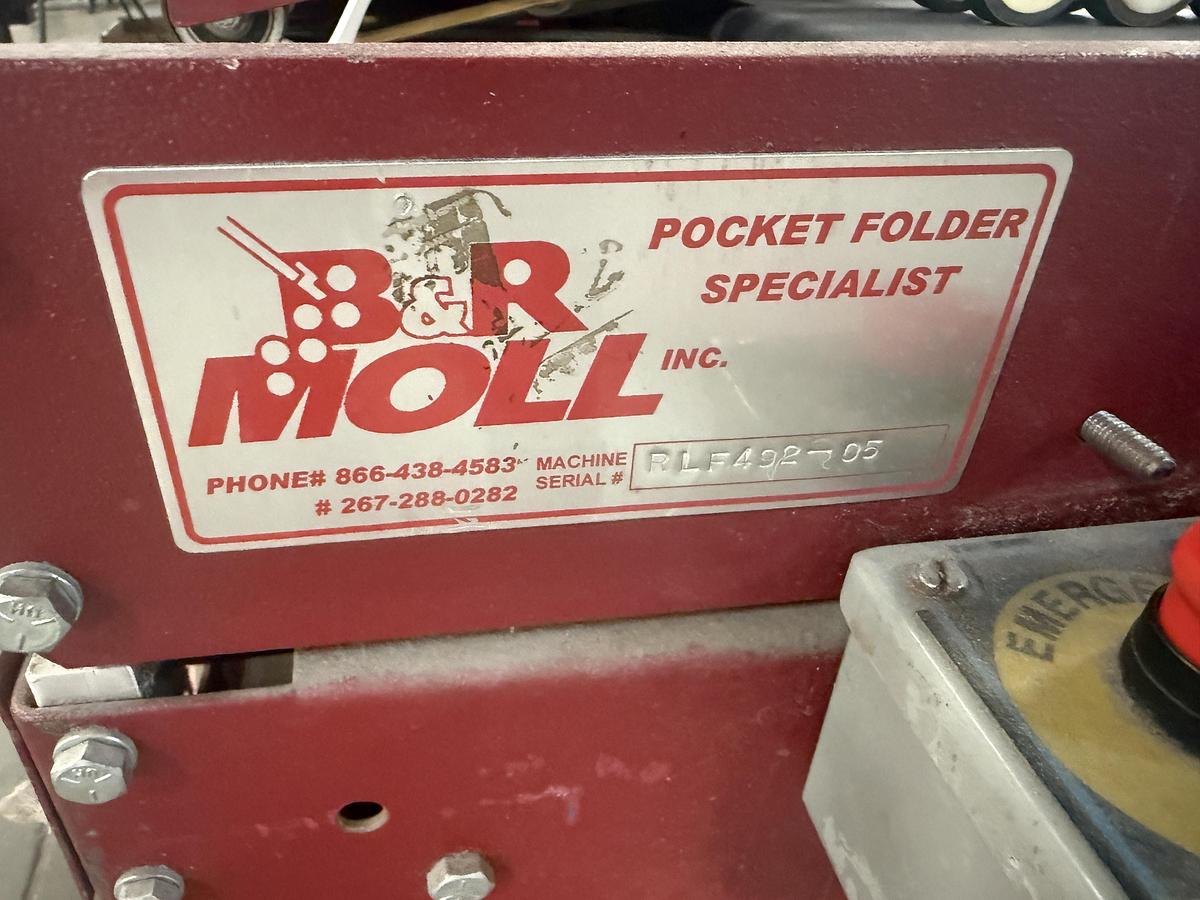 POCKET FOLDER
SPECIALIST
B&R
MOLL INC.
PHONE# 866-438-4583
# 267-288-0282
MACHINE
SERIAL # RLF492-05